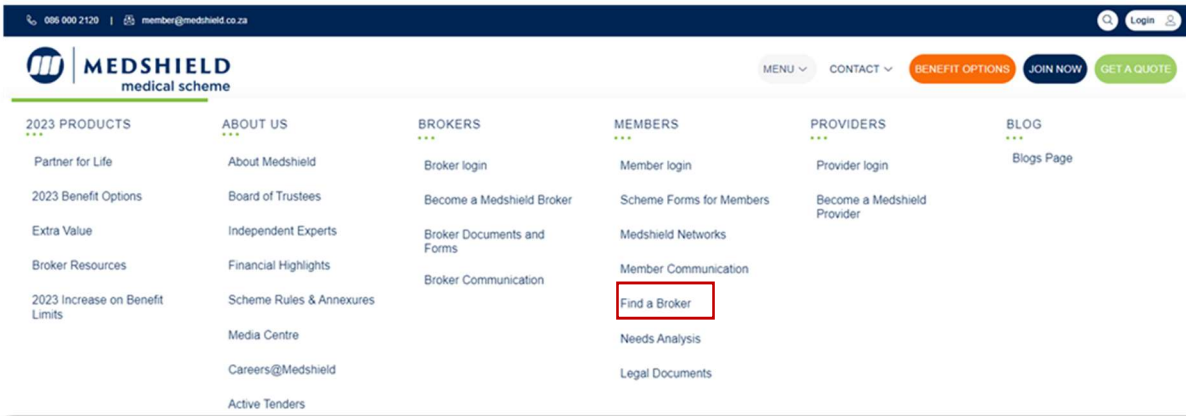 086 000 2120 | member@medshield.co.za
Login
MEDSHIELD
medical scheme
MENU
CONTACT
BENEFIT OPTIONS
JOIN NOW
GET A QUOTE
2023 PRODUCTS
Partner for Life
2023 Benefit Options
Extra Value
Broker Resources
2023 Increase on Benefit
Limits
ABOUT US
About Medshield
Board of Trustees
Independent Experts
Financial Highlights
Scheme Rules & Annexures
Media Centre
Careers@Medshield
Active Tenders
BROKERS
Broker login
Become a Medshield Broker
Broker Documents and
Forms
Broker Communication
MEMBERS
Member login
Scheme Forms for Members
Medshield Networks
Member Communication
Find a Broker
Needs Analysis
Legal Documents
PROVIDERS
Provider login
Become a Medshield
Provider
BLOG
Blogs Page